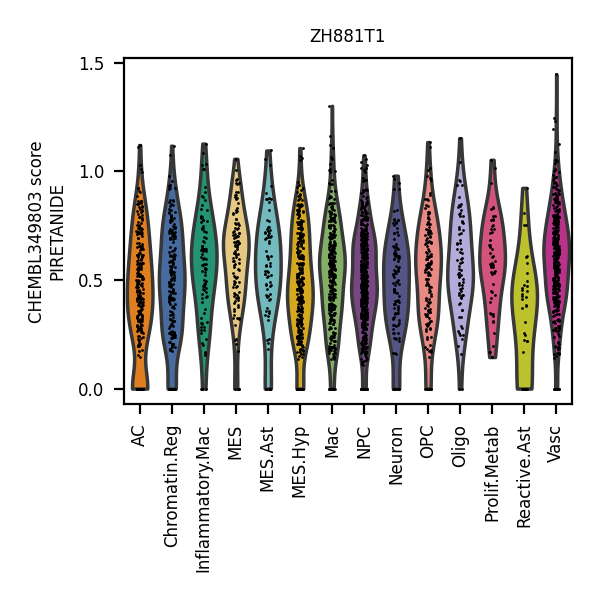 ZH881T1
CHEMBL349803 score
PIRETANIDE
1.5
1.0
0.5
0.0
AC
Chromatin.Reg
Inflammatory.Mac
MES
MES.Ast
MES.Hyp
Mac
NPC
Neuron
OPC
Oligo
Prolif.Metab
Reactive.Ast
Vasc